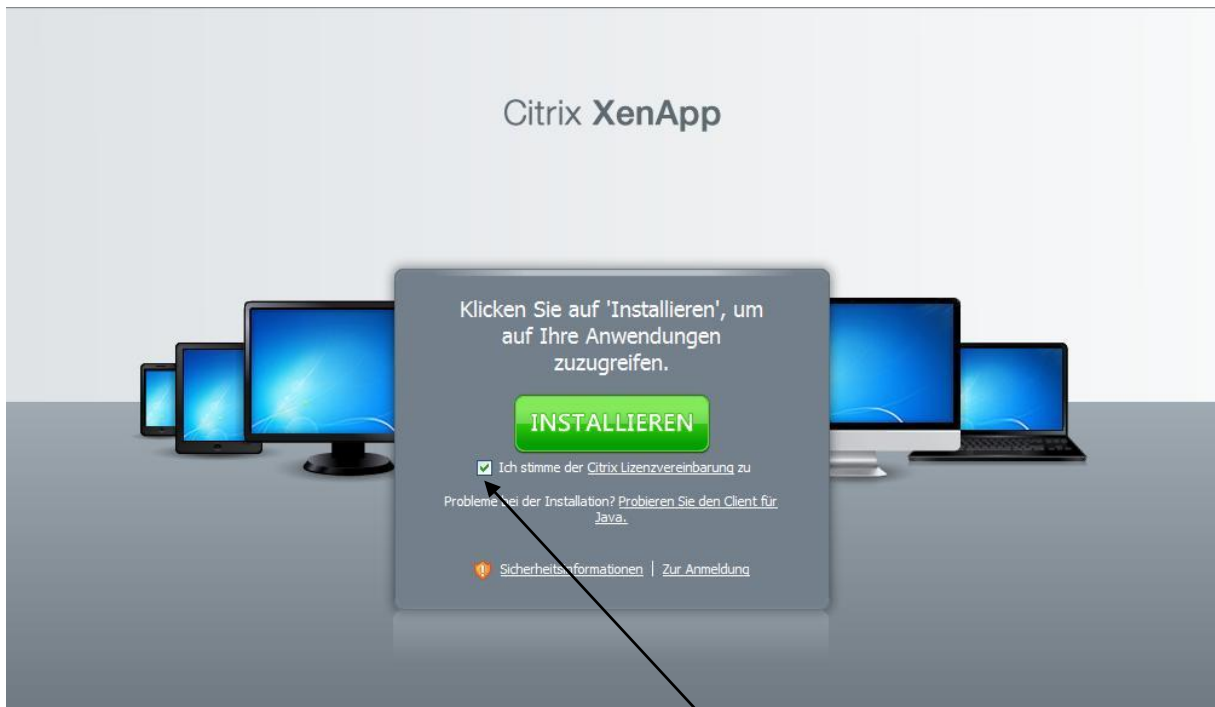 Citrix XenApp
Klicken Sie auf 'Installieren', um
auf Ihre Anwendungen
zuzugreifen.
INSTALLIEREN
Ich stimme der Citrix Lizenzvereinbarung zu
Probleme bei der Installation? Probieren Sie den Client für
Java.
Sicherheitsinformationen | Zur Anmeldung